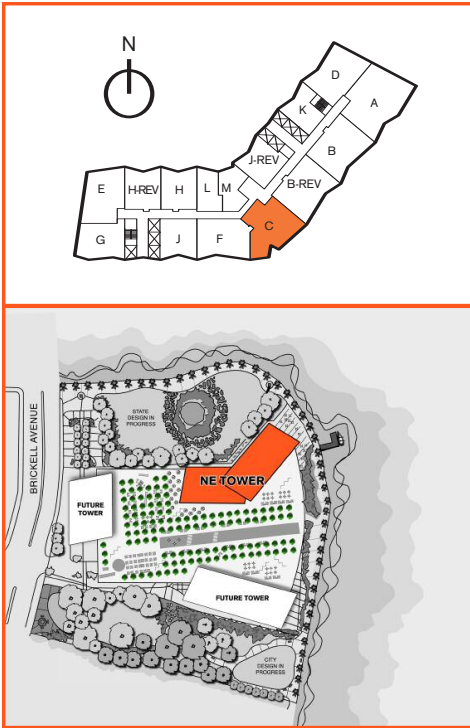 N
D
A
K
B
J-REV
B-REV
E
H-REV
H
L
M
C
G
J
F
BRICKELL AVENUE
STATE
DESIGN IN
PROGRESS
NE TOWER
FUTURE
TOWER
FUTURE TOWER
CITY
DESIGN IN
PROGRESS